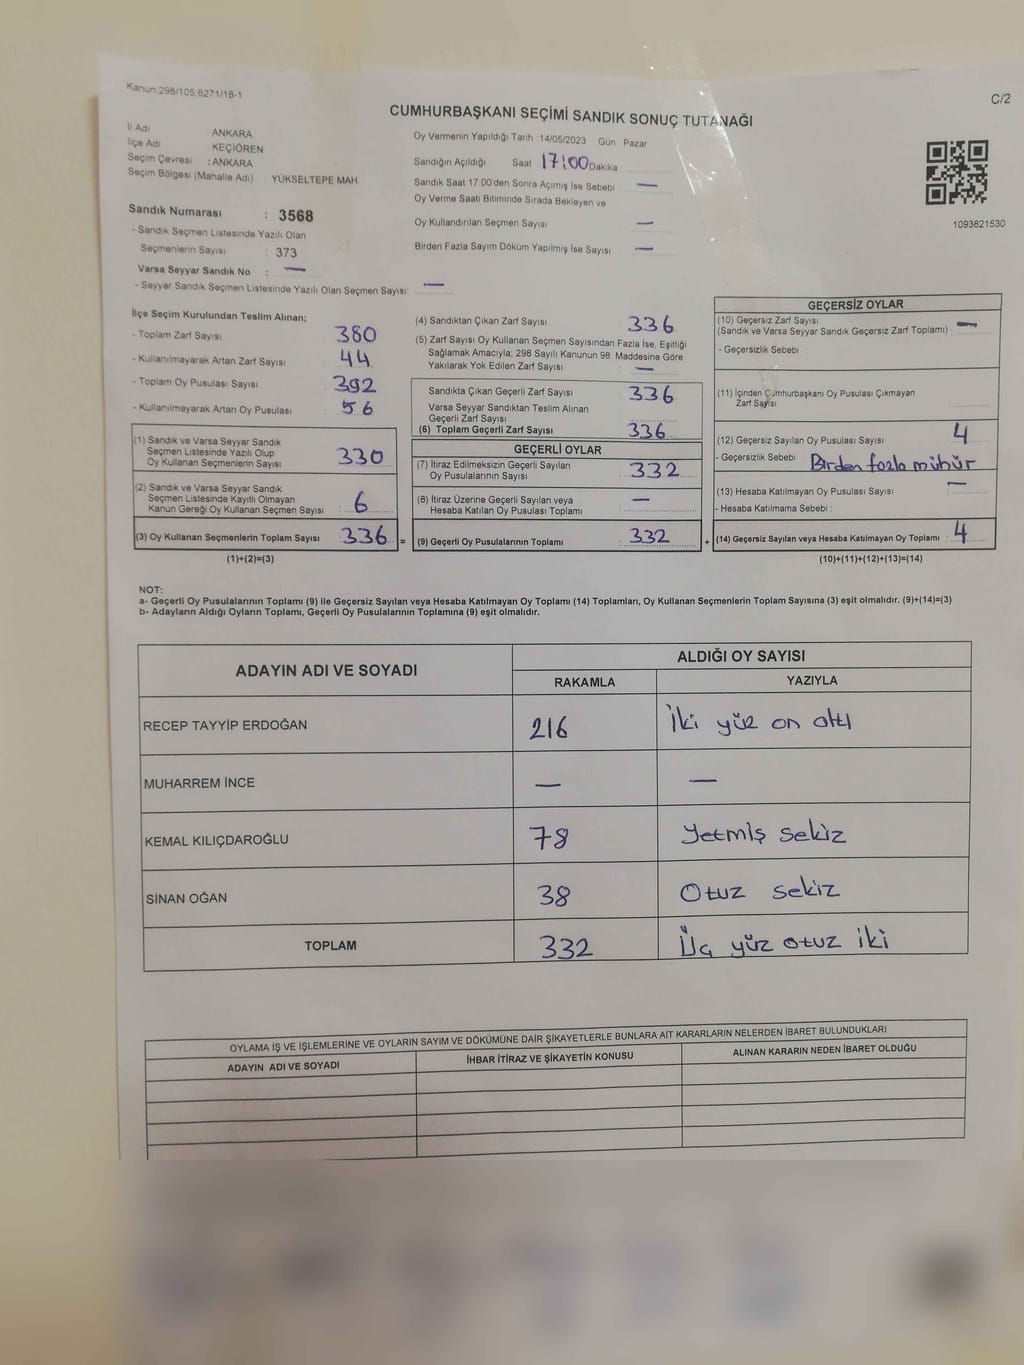 Kanun 298/105,6271/18-1
C/2
CUMHURBAŞKANI SEÇİMİ SANDIK SONUÇ TUTANAĞI
İl Adı ANKARA
İlçe Adı KEÇİÖREN
Seçim Çevresi : ANKARA
Seçim Bölgesi (Mahalle Adı) YÜKSELTEPE MAH.
Sandık Numarası : 3568
- Sandık Seçmen Listesinde Yazılı Olan
Seçmenlerin Sayısı : 373
Varsa Seyyar Sandık No : —
- Seyyar Sandık Seçmen Listesinde Yazılı Olan Seçmen Sayısı: —
Oy Vermenin Yapıldığı Tarih 14/05/2023 Gün : Pazar
Sandığın Açıldığı Saat 17:00 Dakika
Sandık Saat 17:00'den Sonra Açımış İse Sebebi —
Oy Verme Saati Bitiminde Sırada Bekleyen ve
Oy Kullandırılan Seçmen Sayısı —
Birden Fazla Sayım Döküm Yapılmış İse Sayısı —
1093821530
İlçe Seçim Kurulundan Teslim Alınan;
- Toplam Zarf Sayısı : 380
- Kullanılmayarak Artan Zarf Sayısı : 44
- Toplam Oy Pusulası Sayısı : 392
- Kullanılmayarak Artan Oy Pusulası : 56
(1) Sandık ve Varsa Seyyar Sandık
Seçmen Listesinde Yazılı Olup
Oy Kullanan Seçmenlerin Sayısı : 330
(2) Sandık ve Varsa Seyyar Sandık
Seçmen Listesinde Kayıtlı Olmayan
Kanun Gereği Oy Kullanan Seçmen Sayısı : 6
(3) Oy Kullanan Seçmenlerin Toplam Sayısı : 336 =
(1)+(2)=(3)
(4) Sandıktan Çıkan Zarf Sayısı : 336
(5) Zarf Sayısı Oy Kullanan Seçmen Sayısından Fazla İse, Eşitliği
Sağlamak Amacıyla; 298 Sayılı Kanunun 98. Maddesine Göre
Yakılarak Yok Edilen Zarf Sayısı : —
Sandıkta Çıkan Geçerli Zarf Sayısı : 336
Varsa Seyyar Sandıktan Teslim Alınan
Geçerli Zarf Sayısı :
(6) Toplam Geçerli Zarf Sayısı : 336
GEÇERLİ OYLAR
(7) İtiraz Edilmeksizin Geçerli Sayılan
Oy Pusulalarının Sayısı : 332
(8) İtiraz Üzerine Geçerli Sayılan veya
Hesaba Katılan Oy Pusulası Toplamı : —
(9) Geçerli Oy Pusulalarının Toplamı : 332 +
GEÇERSİZ OYLAR
(10) Geçersiz Zarf Sayısı
(Sandık ve Varsa Seyyar Sandık Geçersiz Zarf Toplamı) : —
- Geçersizlik Sebebi :
(11) İçinden Cumhurbaşkanı Oy Pusulası Çıkmayan
Zarf Sayısı
(12) Geçersiz Sayılan Oy Pusulası Sayısı : 4
- Geçersizlik Sebebi : Birden fazla mühür
(13) Hesaba Katılmayan Oy Pusulası Sayısı : —
- Hesaba Katılmama Sebebi :
(14) Geçersiz Sayılan veya Hesaba Katılmayan Oy Toplamı : 4
(10)+(11)+(12)+(13)=(14)
NOT:
a- Geçerli Oy Pusulalarının Toplamı (9) ile Geçersiz Sayılan veya Hesaba Katılmayan Oy Toplamı (14) Toplamları, Oy Kullanan Seçmenlerin Toplam Sayısına (3) eşit olmalıdır. (9)+(14)=(3)
b- Adayların Aldığı Oyların Toplamı, Geçerli Oy Pusulalarının Toplamına (9) eşit olmalıdır.
ADAYIN ADI VE SOYADI ALDIĞI OY SAYISI
RAKAMLA YAZIYLA
RECEP TAYYİP ERDOĞAN 216 İki yüz on altı
MUHARREM İNCE — —
KEMAL KILIÇDAROĞLU 78 Yetmiş sekiz
SİNAN OĞAN 38 Otuz sekiz
TOPLAM 332 Üç yüz otuz iki
OYLAMA İŞ VE İŞLEMLERİNE VE OYLARIN SAYIM VE DÖKÜMÜNE DAİR ŞİKAYETLERLE BUNLARA AİT KARARLARIN NELERDEN İBARET BULUNDUKLARI
ADAYIN ADI VE SOYADI İHBAR İTİRAZ VE ŞİKAYETİN KONUSU ALINAN KARARIN NEDEN İBARET OLDUĞU